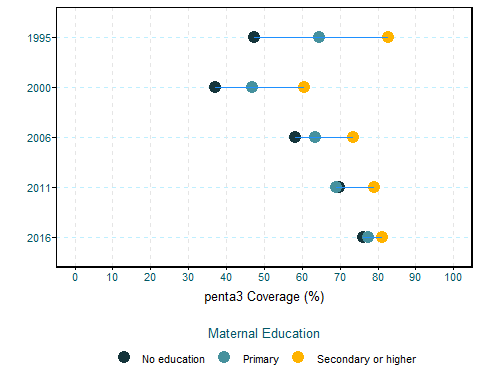 1995
2000
2006
2011
2016
0 10 20 30 40 50 60 70 80 90 100
penta3 Coverage (%)
Maternal Education
No education Primary Secondary or higher